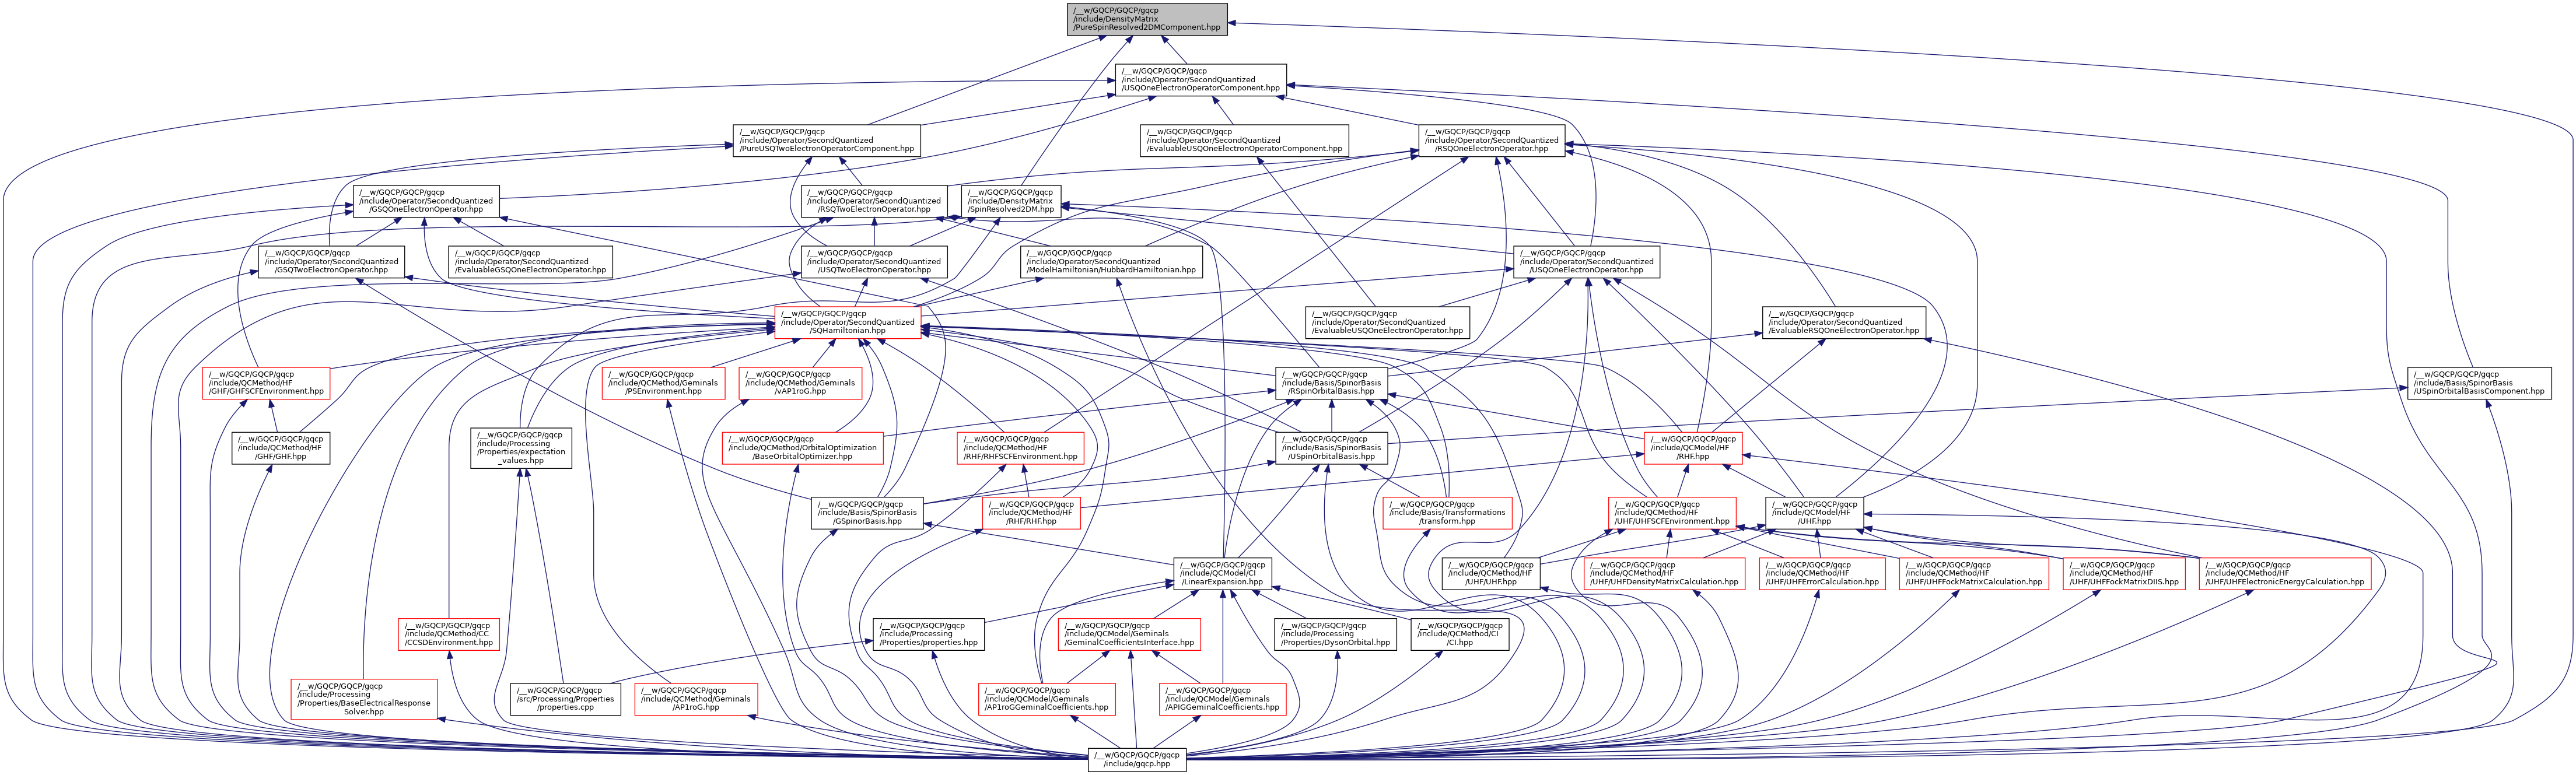 /__w/GQCP/GQCP/gqcp
/include/DensityMatrix
/PureSpinResolved2DMComponent.hpp
/__w/GQCP/GQCP/gqcp
/include/Operator/SecondQuantized
/USQOneElectronOperatorComponent.hpp
/__w/GQCP/GQCP/gqcp
/include/Operator/SecondQuantized
/PureUSQTwoElectronOperatorComponent.hpp
/__w/GQCP/GQCP/gqcp
/include/Operator/SecondQuantized
/EvaluableUSQOneElectronOperatorComponent.hpp
/__w/GQCP/GQCP/gqcp
/include/Operator/SecondQuantized
/RSQOneElectronOperator.hpp
/__w/GQCP/GQCP/gqcp
/include/Operator/SecondQuantized
/GSQOneElectronOperator.hpp
/__w/GQCP/GQCP/gqcp
/include/Operator/SecondQuantized
/RSQTwoElectronOperator.hpp
/__w/GQCP/GQCP/gqcp
/include/DensityMatrix
/SpinResolved2DM.hpp
/__w/GQCP/GQCP/gqcp
/include/Operator/SecondQuantized
/GSQTwoElectronOperator.hpp
/__w/GQCP/GQCP/gqcp
/include/Operator/SecondQuantized
/EvaluableGSQOneElectronOperator.hpp
/__w/GQCP/GQCP/gqcp
/include/Operator/SecondQuantized
/USQTwoElectronOperator.hpp
/__w/GQCP/GQCP/gqcp
/include/Operator/SecondQuantized
/ModelHamiltonian/HubbardHamiltonian.hpp
/__w/GQCP/GQCP/gqcp
/include/Operator/SecondQuantized
/USQOneElectronOperator.hpp
/__w/GQCP/GQCP/gqcp
/include/Operator/SecondQuantized
/SQHamiltonian.hpp
/__w/GQCP/GQCP/gqcp
/include/Operator/SecondQuantized
/EvaluableUSQOneElectronOperator.hpp
/__w/GQCP/GQCP/gqcp
/include/Operator/SecondQuantized
/EvaluableRSQOneElectronOperator.hpp
/__w/GQCP/GQCP/gqcp
/include/QCMethod/HF
/GHF/GHFSCFEnvironment.hpp
/__w/GQCP/GQCP/gqcp
/include/QCMethod/Geminals
/PSEnvironment.hpp
/__w/GQCP/GQCP/gqcp
/include/QCMethod/Geminals
/vAP1roG.hpp
/__w/GQCP/GQCP/gqcp
/include/Basis/SpinorBasis
/RSpinOrbitalBasis.hpp
/__w/GQCP/GQCP/gqcp
/include/Basis/SpinorBasis
/USpinOrbitalBasisComponent.hpp
/__w/GQCP/GQCP/gqcp
/include/QCMethod/HF
/GHF/GHF.hpp
/__w/GQCP/GQCP/gqcp
/include/Processing
/Properties/expectation
_values.hpp
/__w/GQCP/GQCP/gqcp
/include/QCMethod/OrbitalOptimization
/BaseOrbitalOptimizer.hpp
/__w/GQCP/GQCP/gqcp
/include/QCMethod/HF
/RHF/RHFSCFEnvironment.hpp
/__w/GQCP/GQCP/gqcp
/include/Basis/SpinorBasis
/USpinOrbitalBasis.hpp
/__w/GQCP/GQCP/gqcp
/include/QCModel/HF
/RHF.hpp
/__w/GQCP/GQCP/gqcp
/include/Basis/SpinorBasis
/GSpinorBasis.hpp
/__w/GQCP/GQCP/gqcp
/include/QCMethod/HF
/RHF/RHF.hpp
/__w/GQCP/GQCP/gqcp
/include/Basis/Transformations
/transform.hpp
/__w/GQCP/GQCP/gqcp
/include/QCMethod/HF
/UHF/UHFSCFEnvironment.hpp
/__w/GQCP/GQCP/gqcp
/include/QCModel/HF
/UHF.hpp
/__w/GQCP/GQCP/gqcp
/include/QCModel/CI
/LinearExpansion.hpp
/__w/GQCP/GQCP/gqcp
/include/QCMethod/HF
/UHF/UHF.hpp
/__w/GQCP/GQCP/gqcp
/include/QCMethod/HF
/UHF/UHFDensityMatrixCalculation.hpp
/__w/GQCP/GQCP/gqcp
/include/QCMethod/HF
/UHF/UHFErrorCalculation.hpp
/__w/GQCP/GQCP/gqcp
/include/QCMethod/HF
/UHF/UHFFockMatrixCalculation.hpp
/__w/GQCP/GQCP/gqcp
/include/QCMethod/HF
/UHF/UHFFockMatrixDIIS.hpp
/__w/GQCP/GQCP/gqcp
/include/QCMethod/HF
/UHF/UHFElectronicEnergyCalculation.hpp
/__w/GQCP/GQCP/gqcp
/include/QCMethod/CC
/CCSDEnvironment.hpp
/__w/GQCP/GQCP/gqcp
/include/Processing
/Properties/properties.hpp
/__w/GQCP/GQCP/gqcp
/include/QCModel/Geminals
/GeminalCoefficientsInterface.hpp
/__w/GQCP/GQCP/gqcp
/include/Processing
/Properties/DysonOrbital.hpp
/__w/GQCP/GQCP/gqcp
/include/QCMethod/CI
/CI.hpp
/__w/GQCP/GQCP/gqcp
/include/Processing
/Properties/BaseElectricalResponse
Solver.hpp
/__w/GQCP/GQCP/gqcp
/src/Processing/Properties
/properties.cpp
/__w/GQCP/GQCP/gqcp
/include/QCMethod/Geminals
/AP1roG.hpp
/__w/GQCP/GQCP/gqcp
/include/QCModel/Geminals
/AP1roGGeminalCoefficients.hpp
/__w/GQCP/GQCP/gqcp
/include/QCModel/Geminals
/APIGGeminalCoefficients.hpp
/__w/GQCP/GQCP/gqcp
/include/gqcp.hpp